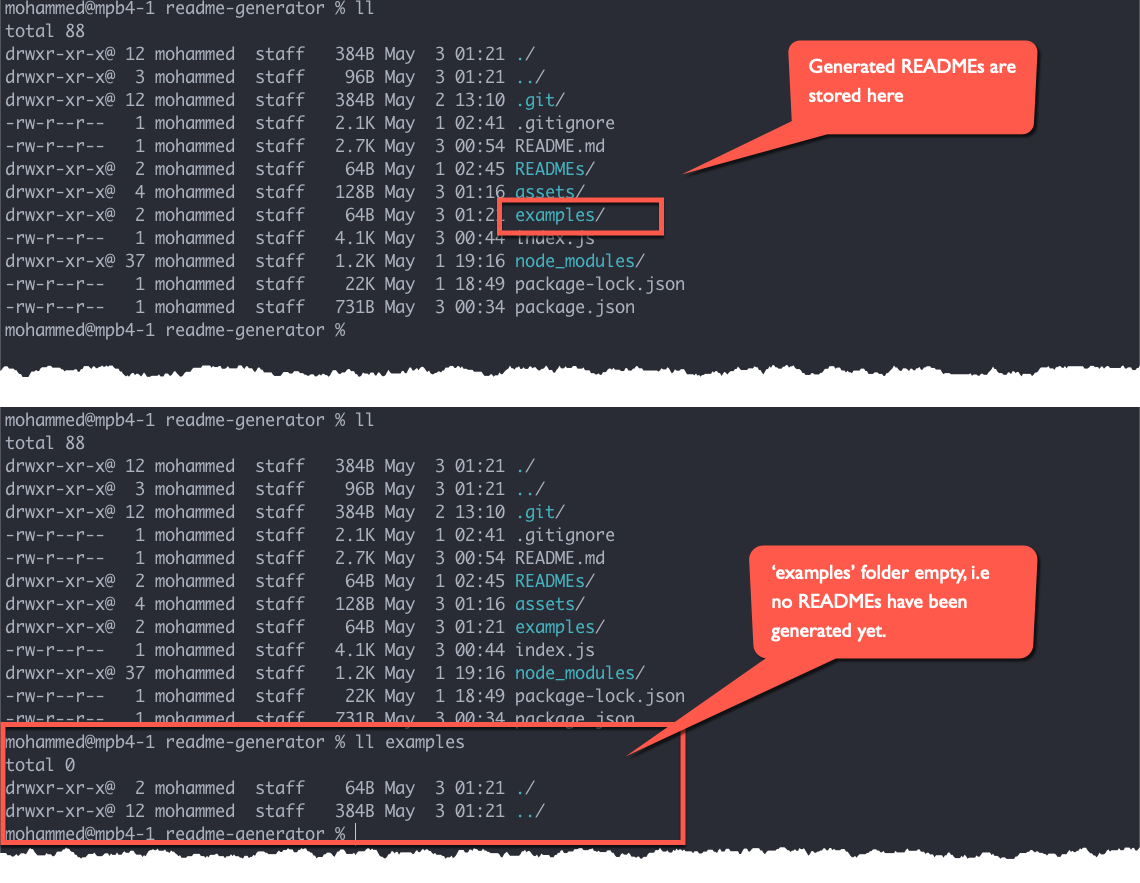 mohammed@mpb4-1 readme-generator % ll
total 88
drwxr-xr-x@ 12 mohammed  staff   384B May  3 01:21 ./
drwxr-xr-x@  3 mohammed  staff    96B May  3 01:21 ../
drwxr-xr-x@ 12 mohammed  staff   384B May  2 13:10 .git/
-rw-r--r--   1 mohammed  staff   2.1K May  1 02:41 .gitignore
-rw-r--r--   1 mohammed  staff   2.7K May  3 00:54 README.md
drwxr-xr-x@  2 mohammed  staff    64B May  1 02:45 READMEs/
drwxr-xr-x@  4 mohammed  staff   128B May  3 01:16 assets/
drwxr-xr-x@  2 mohammed  staff    64B May  3 01:21 examples/
-rw-r--r--   1 mohammed  staff   4.1K May  3 00:44 index.js
drwxr-xr-x@ 37 mohammed  staff   1.2K May  1 19:16 node_modules/
-rw-r--r--   1 mohammed  staff    22K May  1 18:49 package-lock.json
-rw-r--r--   1 mohammed  staff   731B May  3 00:34 package.json
mohammed@mpb4-1 readme-generator %
Generated READMEs are
stored here
mohammed@mpb4-1 readme-generator % ll
total 88
drwxr-xr-x@ 12 mohammed  staff   384B May  3 01:21 ./
drwxr-xr-x@  3 mohammed  staff    96B May  3 01:21 ../
drwxr-xr-x@ 12 mohammed  staff   384B May  2 13:10 .git/
-rw-r--r--   1 mohammed  staff   2.1K May  1 02:41 .gitignore
-rw-r--r--   1 mohammed  staff   2.7K May  3 00:54 README.md
drwxr-xr-x@  2 mohammed  staff    64B May  1 02:45 READMEs/
drwxr-xr-x@  4 mohammed  staff   128B May  3 01:16 assets/
drwxr-xr-x@  2 mohammed  staff    64B May  3 01:21 examples/
-rw-r--r--   1 mohammed  staff   4.1K May  3 00:44 index.js
drwxr-xr-x@ 37 mohammed  staff   1.2K May  1 19:16 node_modules/
-rw-r--r--   1 mohammed  staff    22K May  1 18:49 package-lock.json
-rw-r--r--   1 mohammed  staff   731B May  3 00:34 package.json
mohammed@mpb4-1 readme-generator % ll examples
total 0
drwxr-xr-x@  2 mohammed  staff    64B May  3 01:21 ./
drwxr-xr-x@ 12 mohammed  staff   384B May  3 01:21 ../
mohammed@mpb4-1 readme-generator %
‘examples’ folder empty, i.e
no READMEs have been
generated yet.